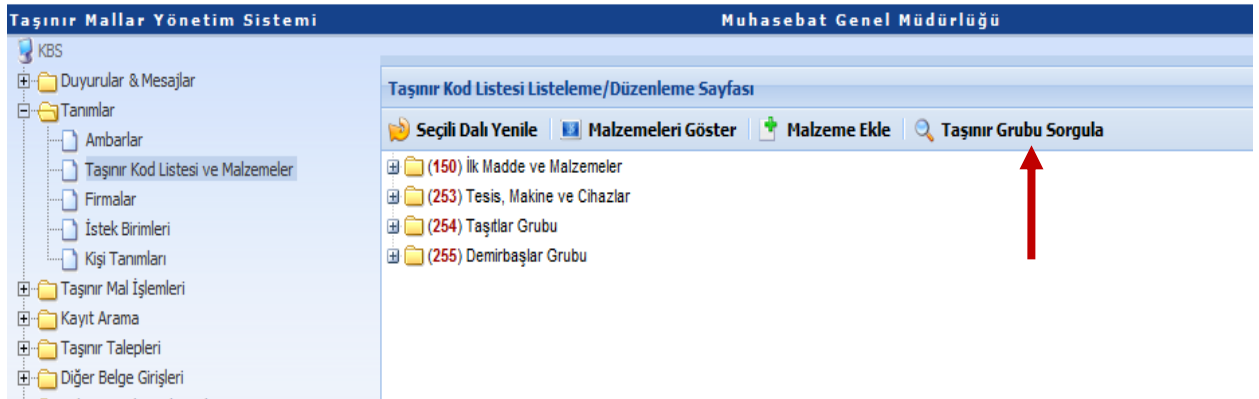 Taşınır Mallar Yönetim Sistemi
Muhasebat Genel Müdürlüğü
KBS
Duyurular & Mesajlar
Tanımlar
Ambarlar
Taşınır Kod Listesi ve Malzemeler
Firmalar
İstek Birimleri
Kişi Tanımları
Taşınır Mal İşlemleri
Kayıt Arama
Taşınır Talepleri
Diğer Belge Girişleri
Taşınır Kod Listesi Listeleme/Düzenleme Sayfası
Seçili Dalı Yenile Malzemeleri Göster Malzeme Ekle Taşınır Grubu Sorgula
(150) İlk Madde ve Malzemeler
(253) Tesis, Makine ve Cihazlar
(254) Taşıtlar Grubu
(255) Demirbaşlar Grubu